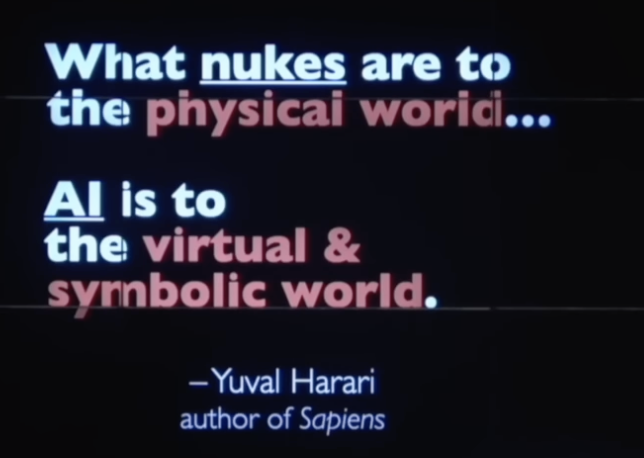 What nukes are to
the physical world...
AI is to
the virtual &
symbolic world.
–Yuval Harari
author of Sapiens